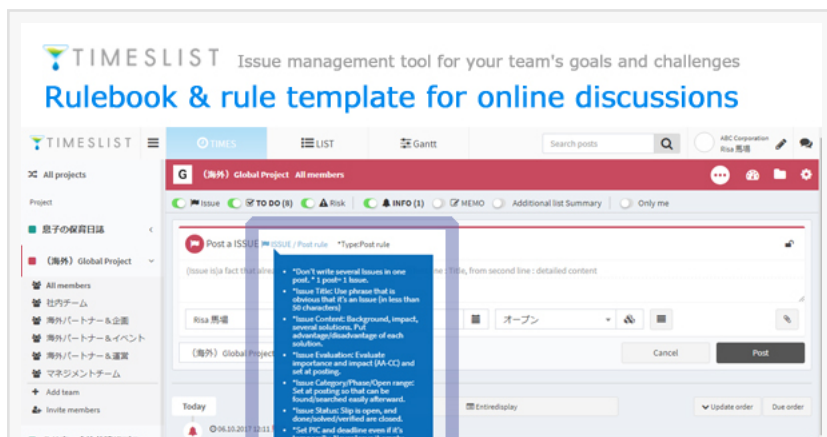 TIMESLIST Issue management tool for your team's goals and challenges
Rulebook & rule template for online discussions
TIMESLIST
TIMES
LIST
Gantt
Search posts
ABC Corporation
Risa 馬場
All projects
G (海外) Global Project All members
Project
Issue
TO DO (8)
Risk
INFO (1)
MEMO
Additional list Summary
Only me
息子の保育日誌
(海外) Global Project
All members
社内チーム
海外パートナー&企画
海外パートナー&イベント
海外パートナー&運営
マネジメントチーム
Add team
Invite members
Post a ISSUE
ISSUE / Post rule *Type:Post rule
(Issue is)a fact that
Title, from second line : detailed content
*Don't write several Issues in one
post. * 1 post= 1 Issue.
*Issue Title: Use phrase that is
obvious that it's an Issue (in less than
50 characters)
*Issue Content: Background, impact,
several solutions. Put
advantage/disadvantage of each
solution.
*Issue Evaluation: Evaluate
importance and impact (AA-CC) and
set at posting.
*Issue Category/Phase/Open range:
Set at posting so that can be
found/searched easily afterward.
*Issue Status: Slip is open, and
done/solved/verified are closed.
*Set PIC and deadline even if it's
Risa 馬場
オープン
(海外) Global Project
Cancel
Post
Today
Entiredisplay
Update order
Due order
06.10.2017 12:11